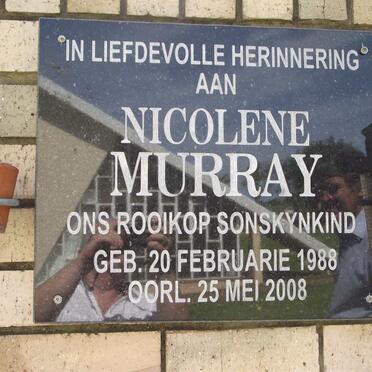 IN LIEFDEVOLLE HERINNERING
AAN
NICOLENE
MURRAY
ONS ROOIKOP SONSKYNKIND
GEB. 20 FEBRUARIE 1988
OORL. 25 MEI 2008